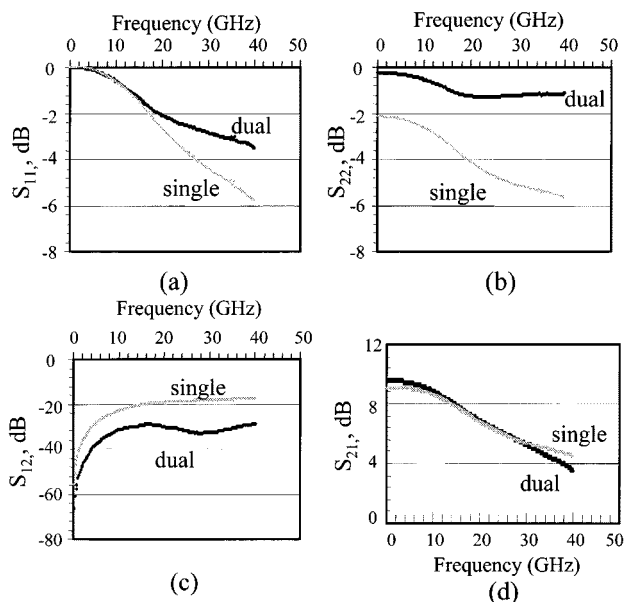 Frequency (GHz)
0 10 20 30 40 50
0
-2
-4
-6
-8
S11, dB
dual
single
(a)
Frequency (GHz)
0 10 20 30 40 50
0
-2
-4
-6
-8
S22, dB
dual
single
(b)
Frequency (GHz)
0 10 20 30 40 50
0
-20
-40
-60
-80
S12, dB
single
dual
(c)
12
8
4
0
S21, dB
single
dual
0 10 20 30 40 50
Frequency (GHz)
(d)